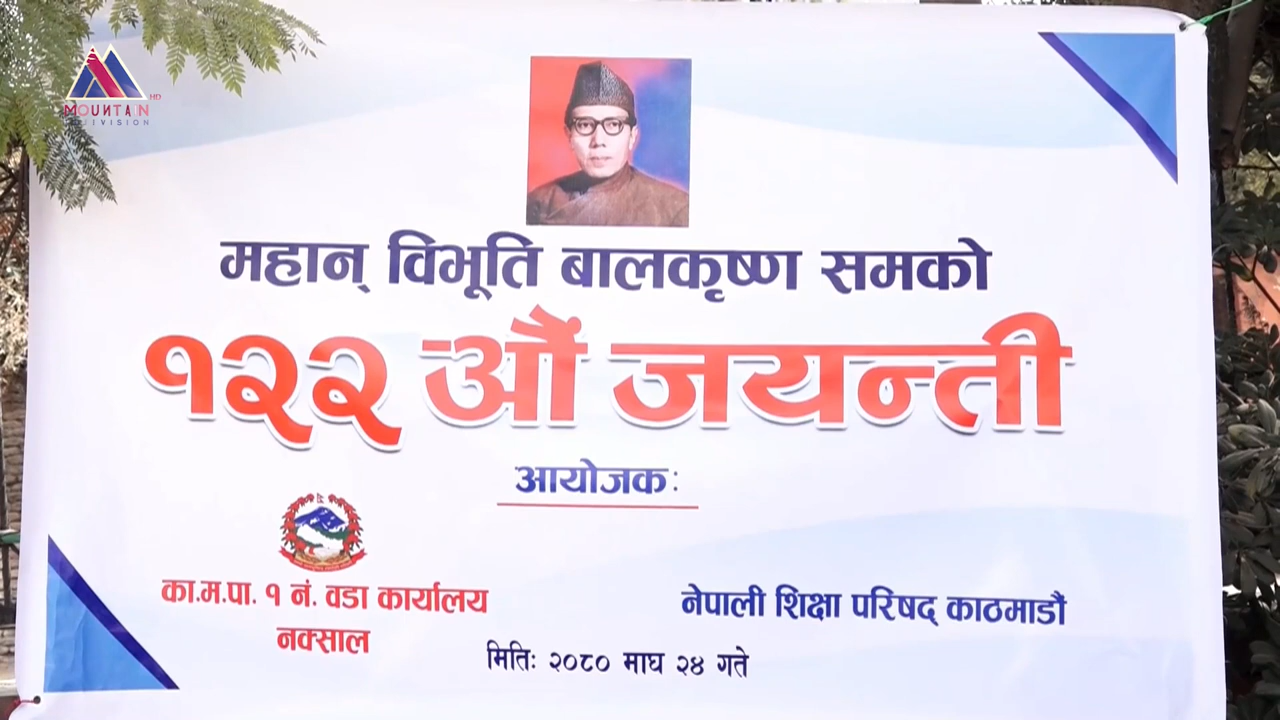 MOUNTAIN HD
TELEVISION
महान् विभूति बालकृष्ण समको
१२२ औं जयन्ती
आयोजकः
का.म.पा. १ नं. वडा कार्यालय
नक्साल
नेपाली शिक्षा परिषद् काठमाडौं
मितिः २०८० माघ २४ गते